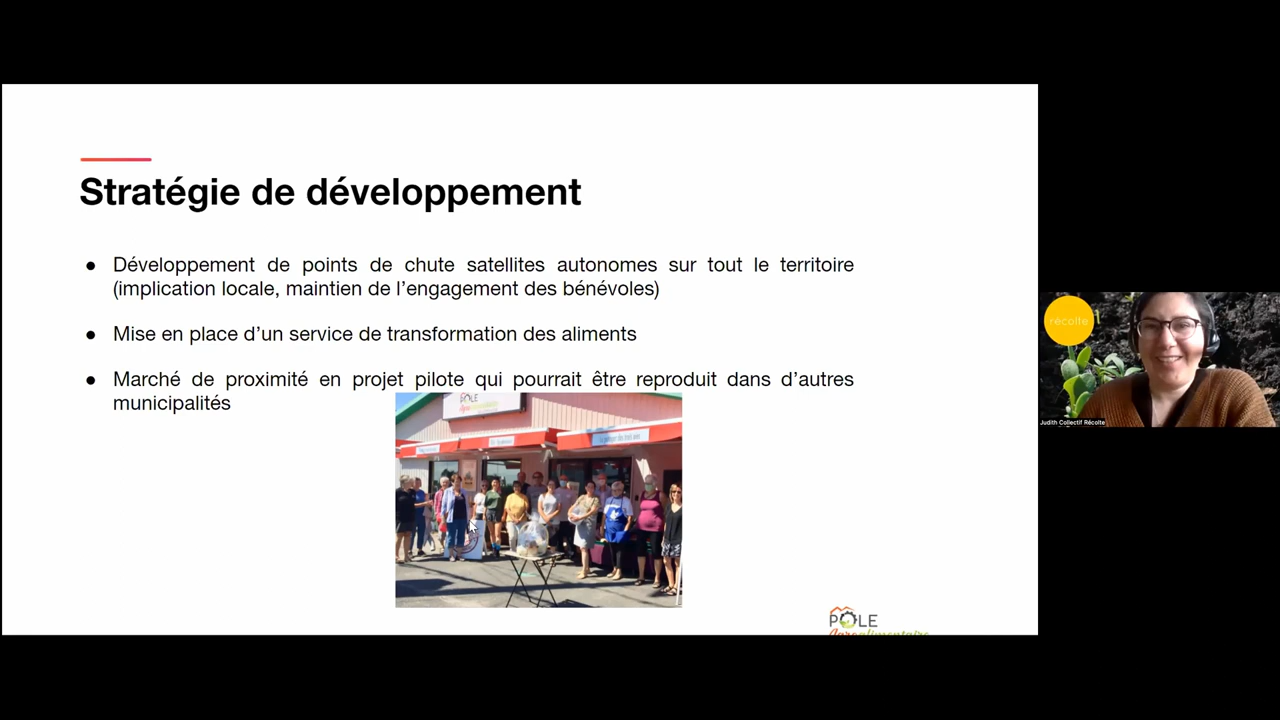 Stratégie de développement
● Développement de points de chute satellites autonomes sur tout le territoire
(implication locale, maintien de l’engagement des bénévoles)
● Mise en place d’un service de transformation des aliments
● Marché de proximité en projet pilote qui pourrait être reproduit dans d’autres
municipalités
PÔLE
PÔLE
Agroalimentaire
récolte
Judith Collectif Récolte